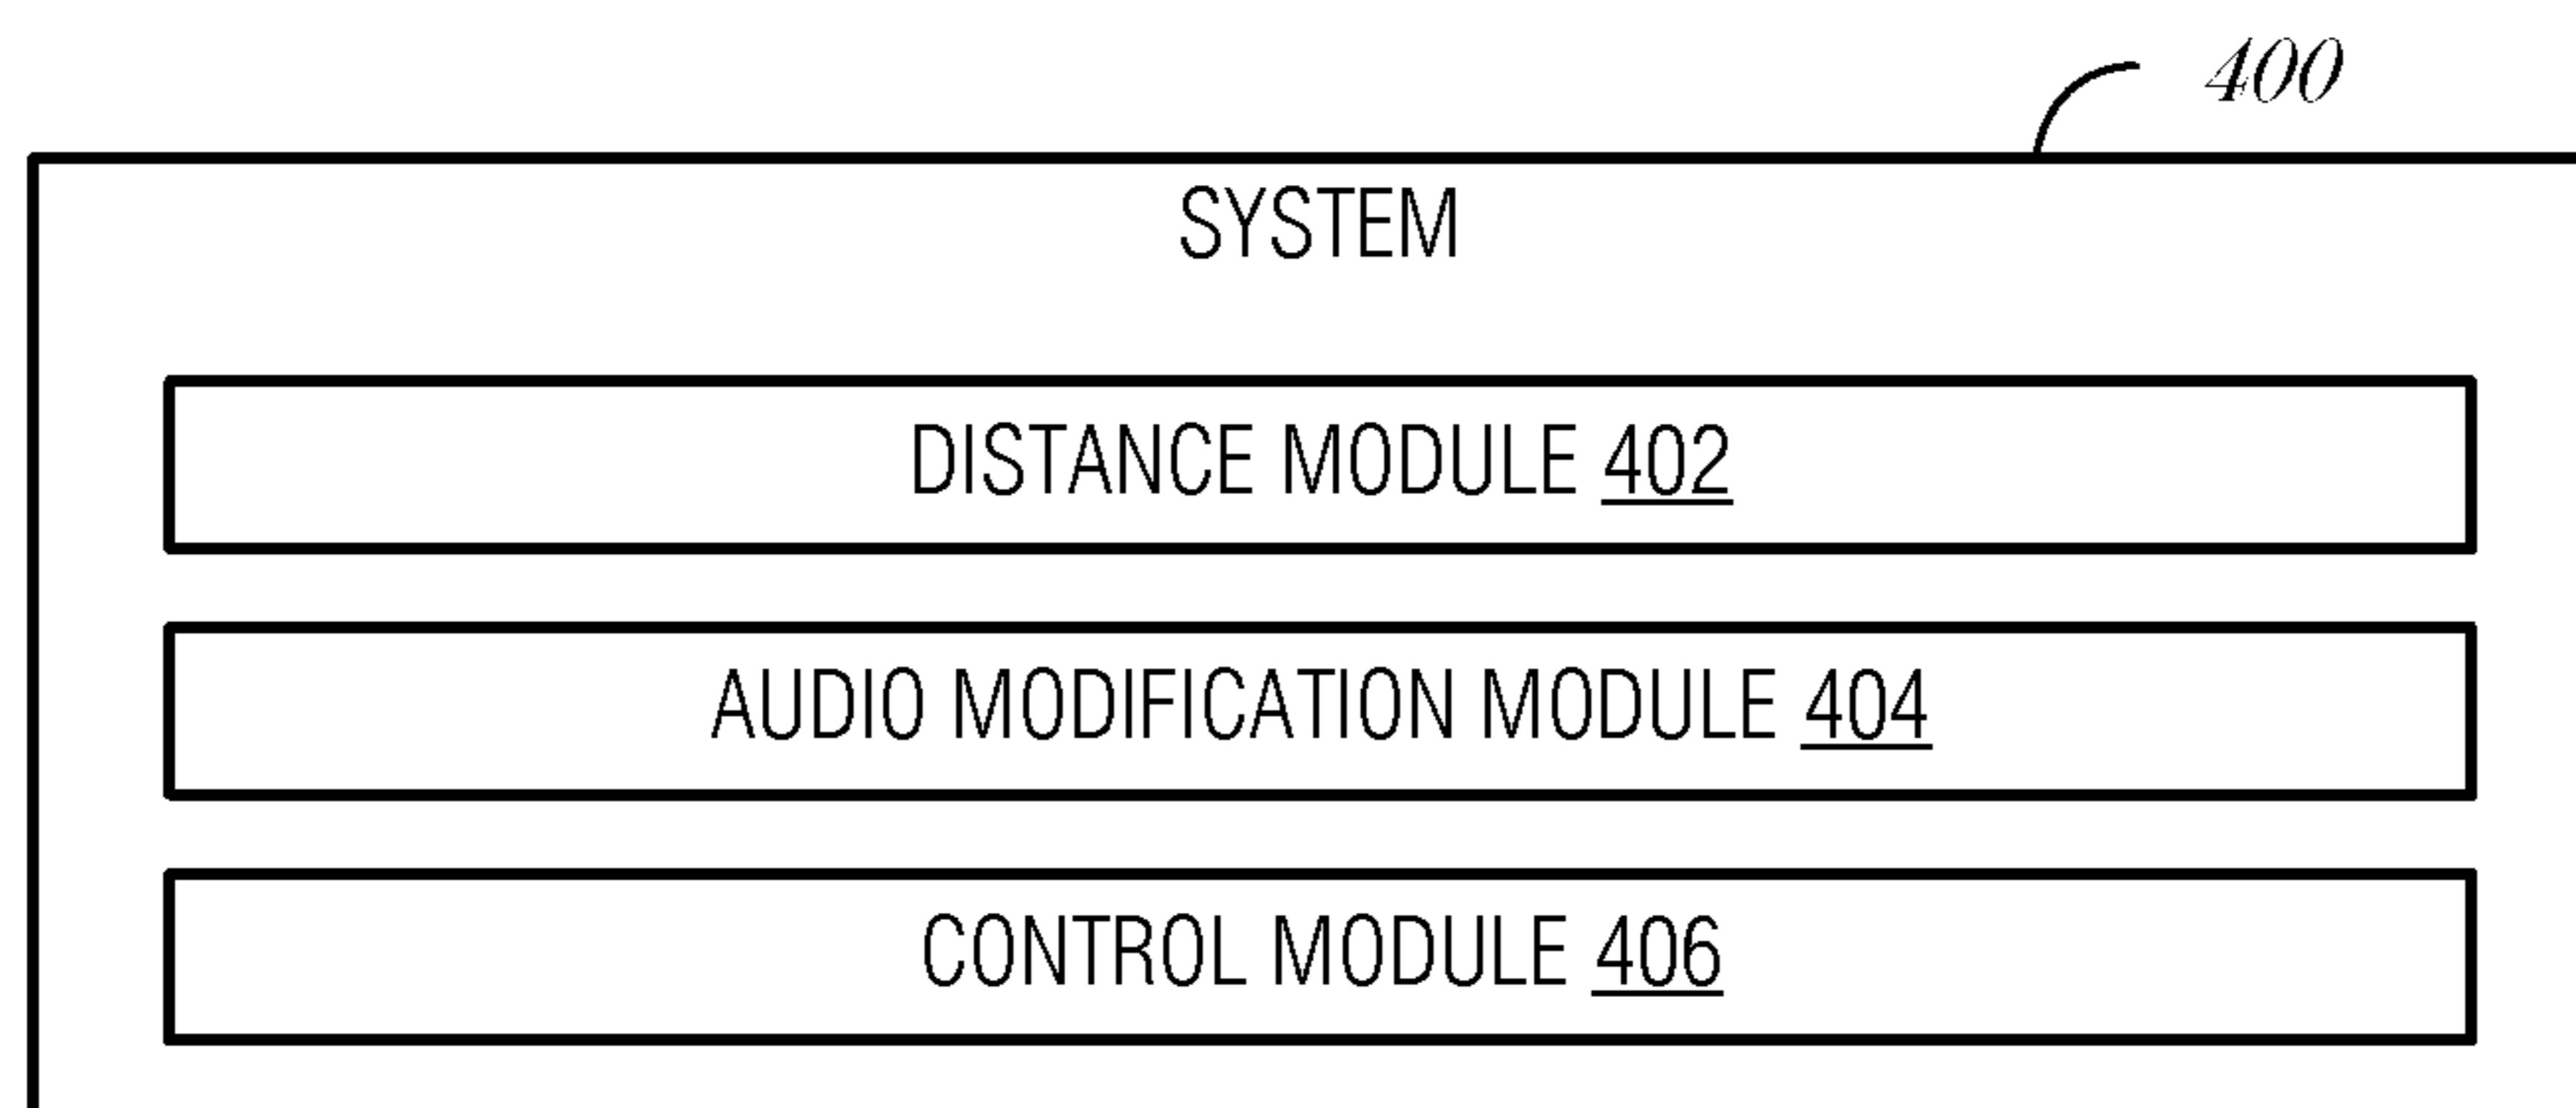 400
SYSTEM
DISTANCE MODULE 402
AUDIO MODIFICATION MODULE 404
CONTROL MODULE 406